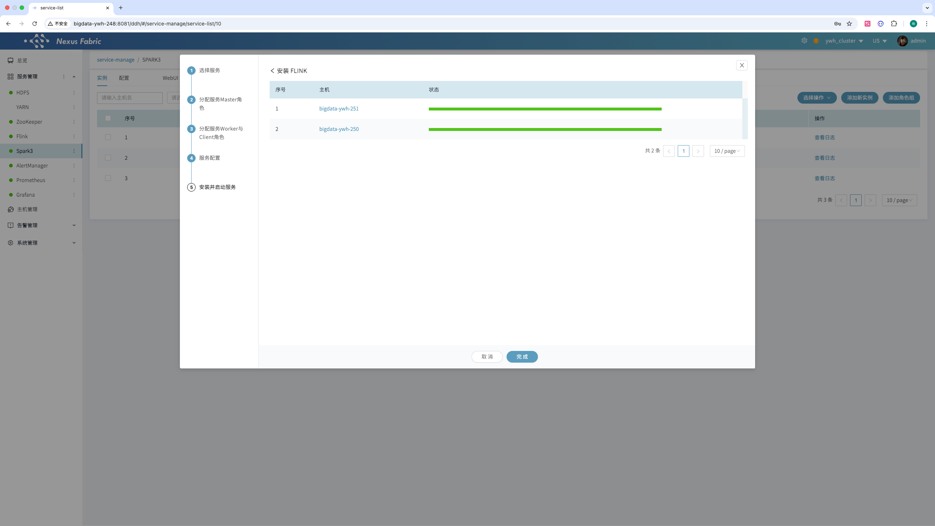 service-list
不安全
bigdata-ywh-248:8081/ddh/#/service-manage/service-list/10
Nexus Fabric
ywh_cluster
US
admin
总览
服务管理
HDFS
YARN
ZooKeeper
Flink
Spark3
AlertManager
Prometheus
Grafana
主机管理
告警管理
系统管理
service-manage / SPARK3
实例
配置
WebUI
请输入主机名
选择操作
添加新实例
添加角色组
序号
操作
1
查看日志
2
查看日志
3
查看日志
共 3 条
1
10 / page
1
选择服务
2
分配服务Master角
色
3
分配服务Worker与
Client角色
4
服务配置
5
安装并启动服务
安装 FLINK
序号
主机
状态
1
bigdata-ywh-251
2
bigdata-ywh-250
共 2 条
1
10 / page
取 消
完 成